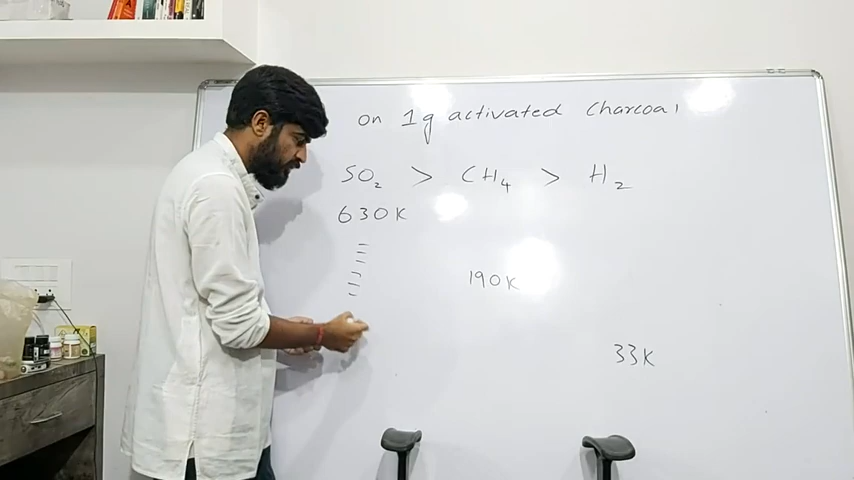 on 1g activated charcoal
SO2 > CH4 > H2
630K
190K
33K